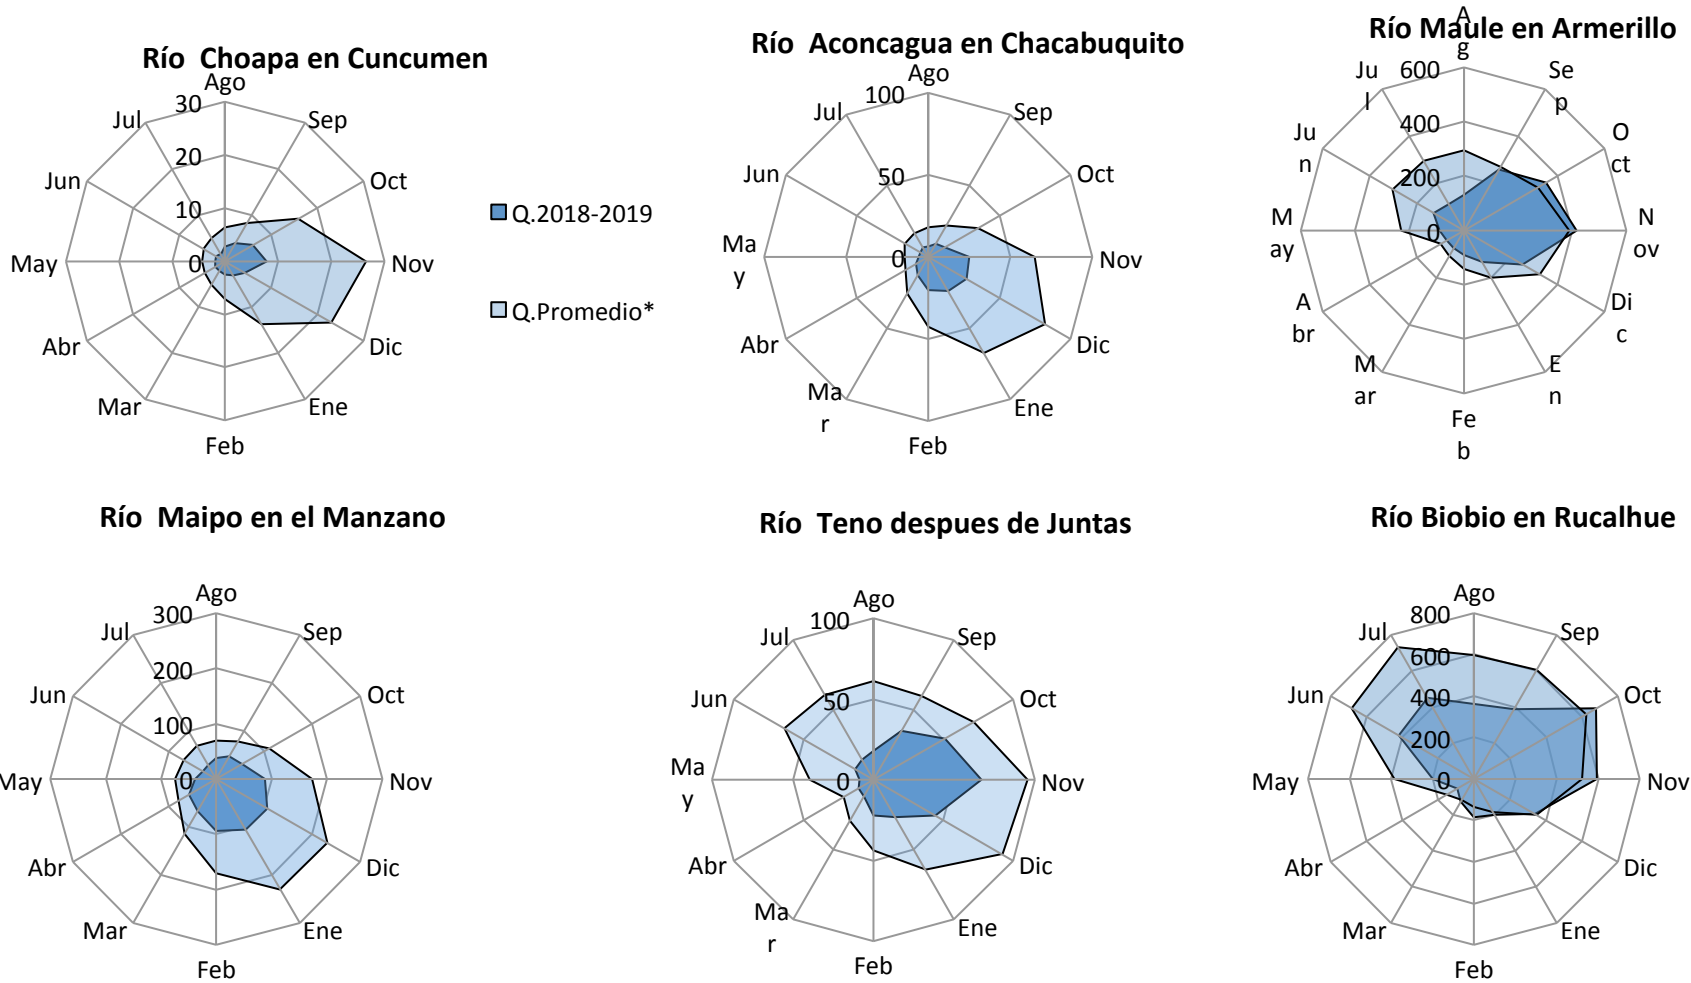 Río  Choapa en Cuncumen
Ago
Sep
Oct
Nov
Dic
Ene
Feb
Mar
Abr
May
Jun
Jul
30
20
10
0
Q.2018-2019
Q.Promedio*
Río  Aconcagua en Chacabuquito
Ago
Sep
Oct
Nov
Dic
Ene
Feb
Ma
r
Abr
Ma
y
Jun
Jul
100
50
0
Río Maule en Armerillo
A
g
Se
p
O
ct
N
ov
Di
c
E
n
Fe
b
M
ar
A
br
M
ay
Ju
n
Ju
l
600
400
200
0
Río  Maipo en el Manzano
Ago
Sep
Oct
Nov
Dic
Ene
Feb
Mar
Abr
May
Jun
Jul
300
200
100
0
Río  Teno despues de Juntas
Ago
Sep
Oct
Nov
Dic
Ene
Feb
Ma
r
Abr
Ma
y
Jun
Jul
100
50
0
Río Biobio en Rucalhue
Ago
Sep
Oct
Nov
Dic
Ene
Feb
Mar
Abr
May
Jun
Jul
800
600
400
200
0